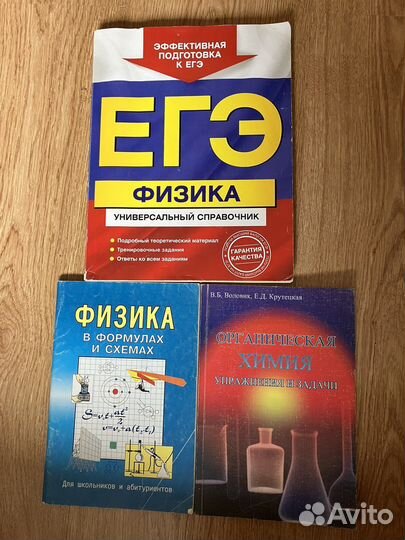 ЭФФЕКТИВНАЯ
ПОДГОТОВКА
К ЕГЭ
ЕГЭ
ФИЗИКА
УНИВЕРСАЛЬНЫЙ СПРАВОЧНИК
• Подробный теоретический материал
• Тренировочные задания
• Ответы ко всем заданиям
ГАРАНТИЯ
КАЧЕСТВА
ФИЗИКА
В ФОРМУЛАХ
И СХЕМАХ
Для школьников и абитуриентов
В.Б. Воловик, Е.Д. Крутецкая
ОРГАНИЧЕСКАЯ
ХИМИЯ
УПРАЖНЕНИЯ И ЗАДАЧИ
Avito